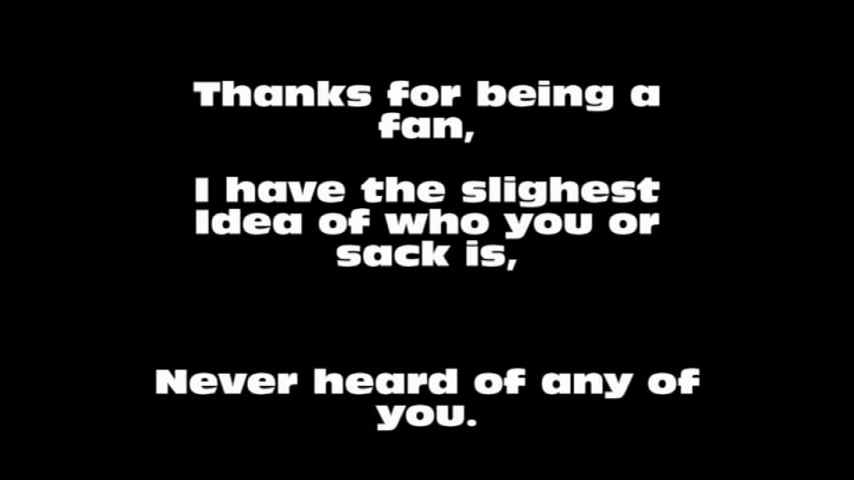 Thanks for being a
fan,
I have the slighest
Idea of who you or
sack is,
Never heard of any of
you.